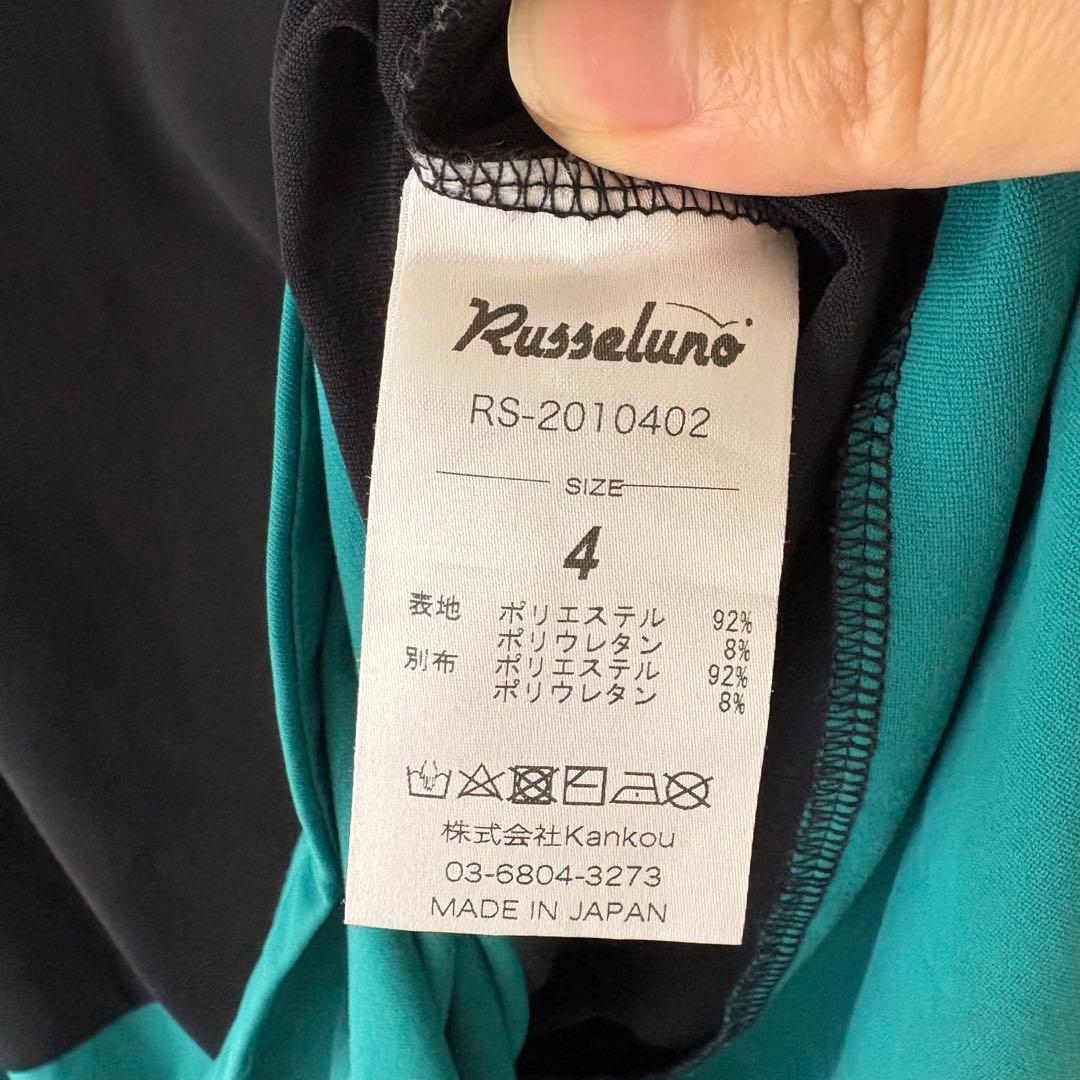 Russeluno
RS-2010402
SIZE
4
表地 ポリエステル 92%
ポリウレタン 8%
別布 ポリエステル 92%
ポリウレタン 8%
株式会社Kankou
03-6804-3273
MADE IN JAPAN